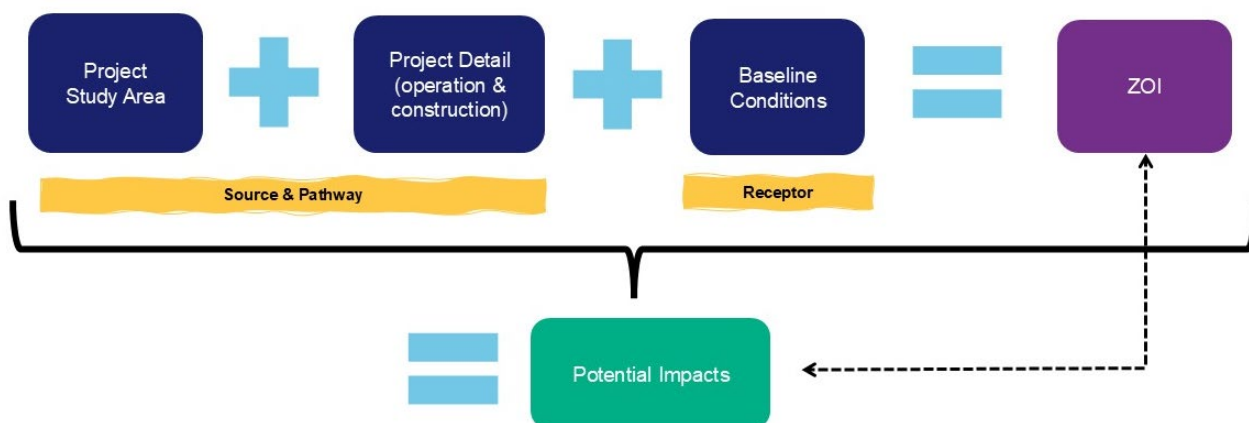 Project
Study Area
Project Detail
(operation &
construction)
Baseline
Conditions
ZOI
Source & Pathway
Receptor
Potential Impacts